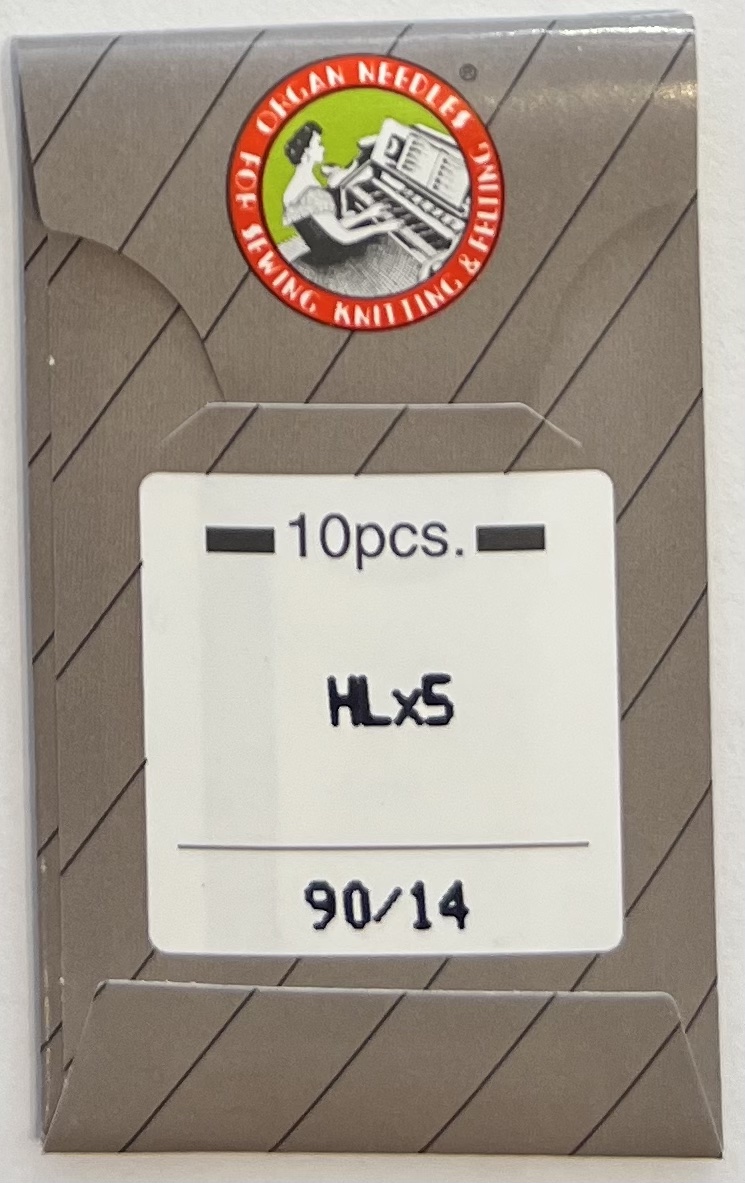 ORGAN NEEDLES
®
FOR SEWING KNITTING & FELTING
10pcs.
HLx5
90/14